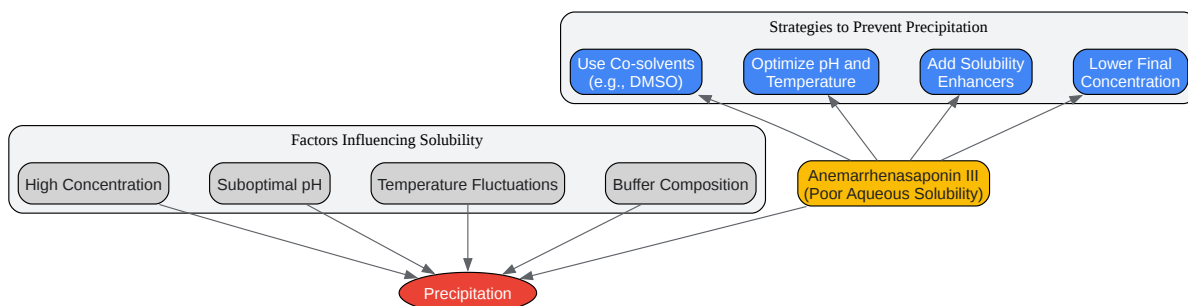 Strategies to Prevent Precipitation
Use Co-solvents
(e.g., DMSO)
Optimize pH and
Temperature
Add Solubility
Enhancers
Lower Final
Concentration
Factors Influencing Solubility
High Concentration
Suboptimal pH
Temperature Fluctuations
Buffer Composition
Anemarrhenasaponin III
(Poor Aqueous Solubility)
Precipitation